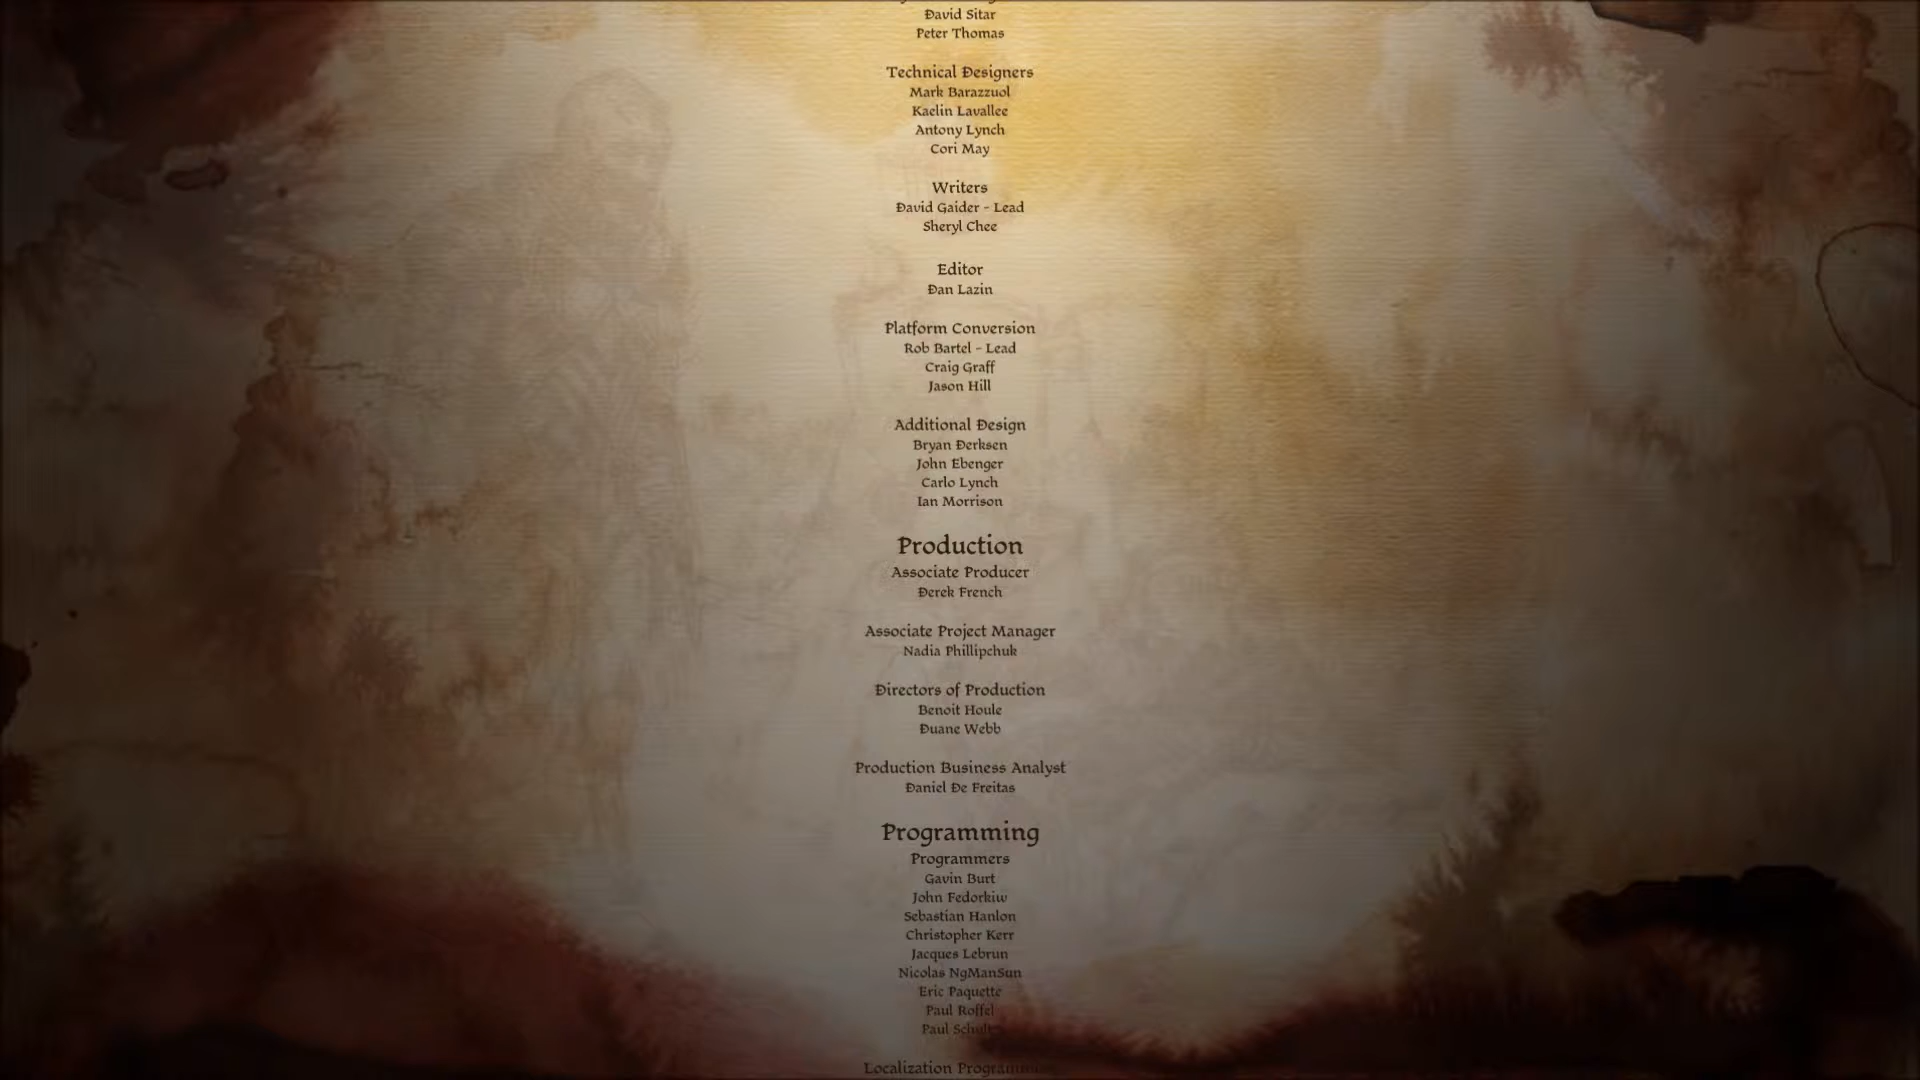 David Sitar
Peter Thomas
Technical Designers
Mark Barazzuol
Kaelin Lavallee
Antony Lynch
Cori May
Writers
David Gaider - Lead
Sheryl Chee
Editor
Dan Lazin
Platform Conversion
Rob Bartel - Lead
Craig Graff
Jason Hill
Additional Design
Bryan Derksen
John Ebenger
Carlo Lynch
Ian Morrison
Production
Associate Producer
Derek French
Associate Project Manager
Nadia Phillipchuk
Directors of Production
Benoit Houle
Duane Webb
Production Business Analyst
Daniel De Freitas
Programming
Programmers
Gavin Burt
John Fedorkiw
Sebastian Hanlon
Christopher Kerr
Jacques Lebrun
Nicolas NgManSun
Eric Paquette
Paul Roffel
Paul
Localization